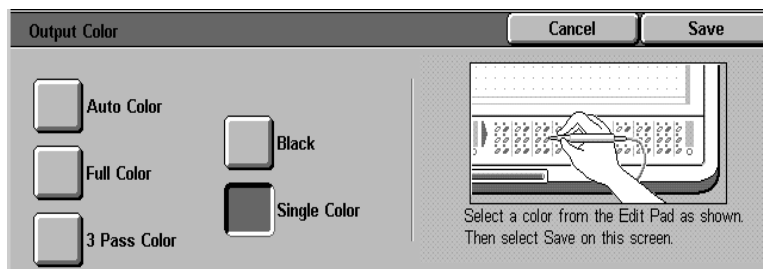 Output Color
Cancel
Save
Auto Color
Full Color
3 Pass Color
Black
Single Color
Select a color from the Edit Pad as shown.
Then select Save on this screen.